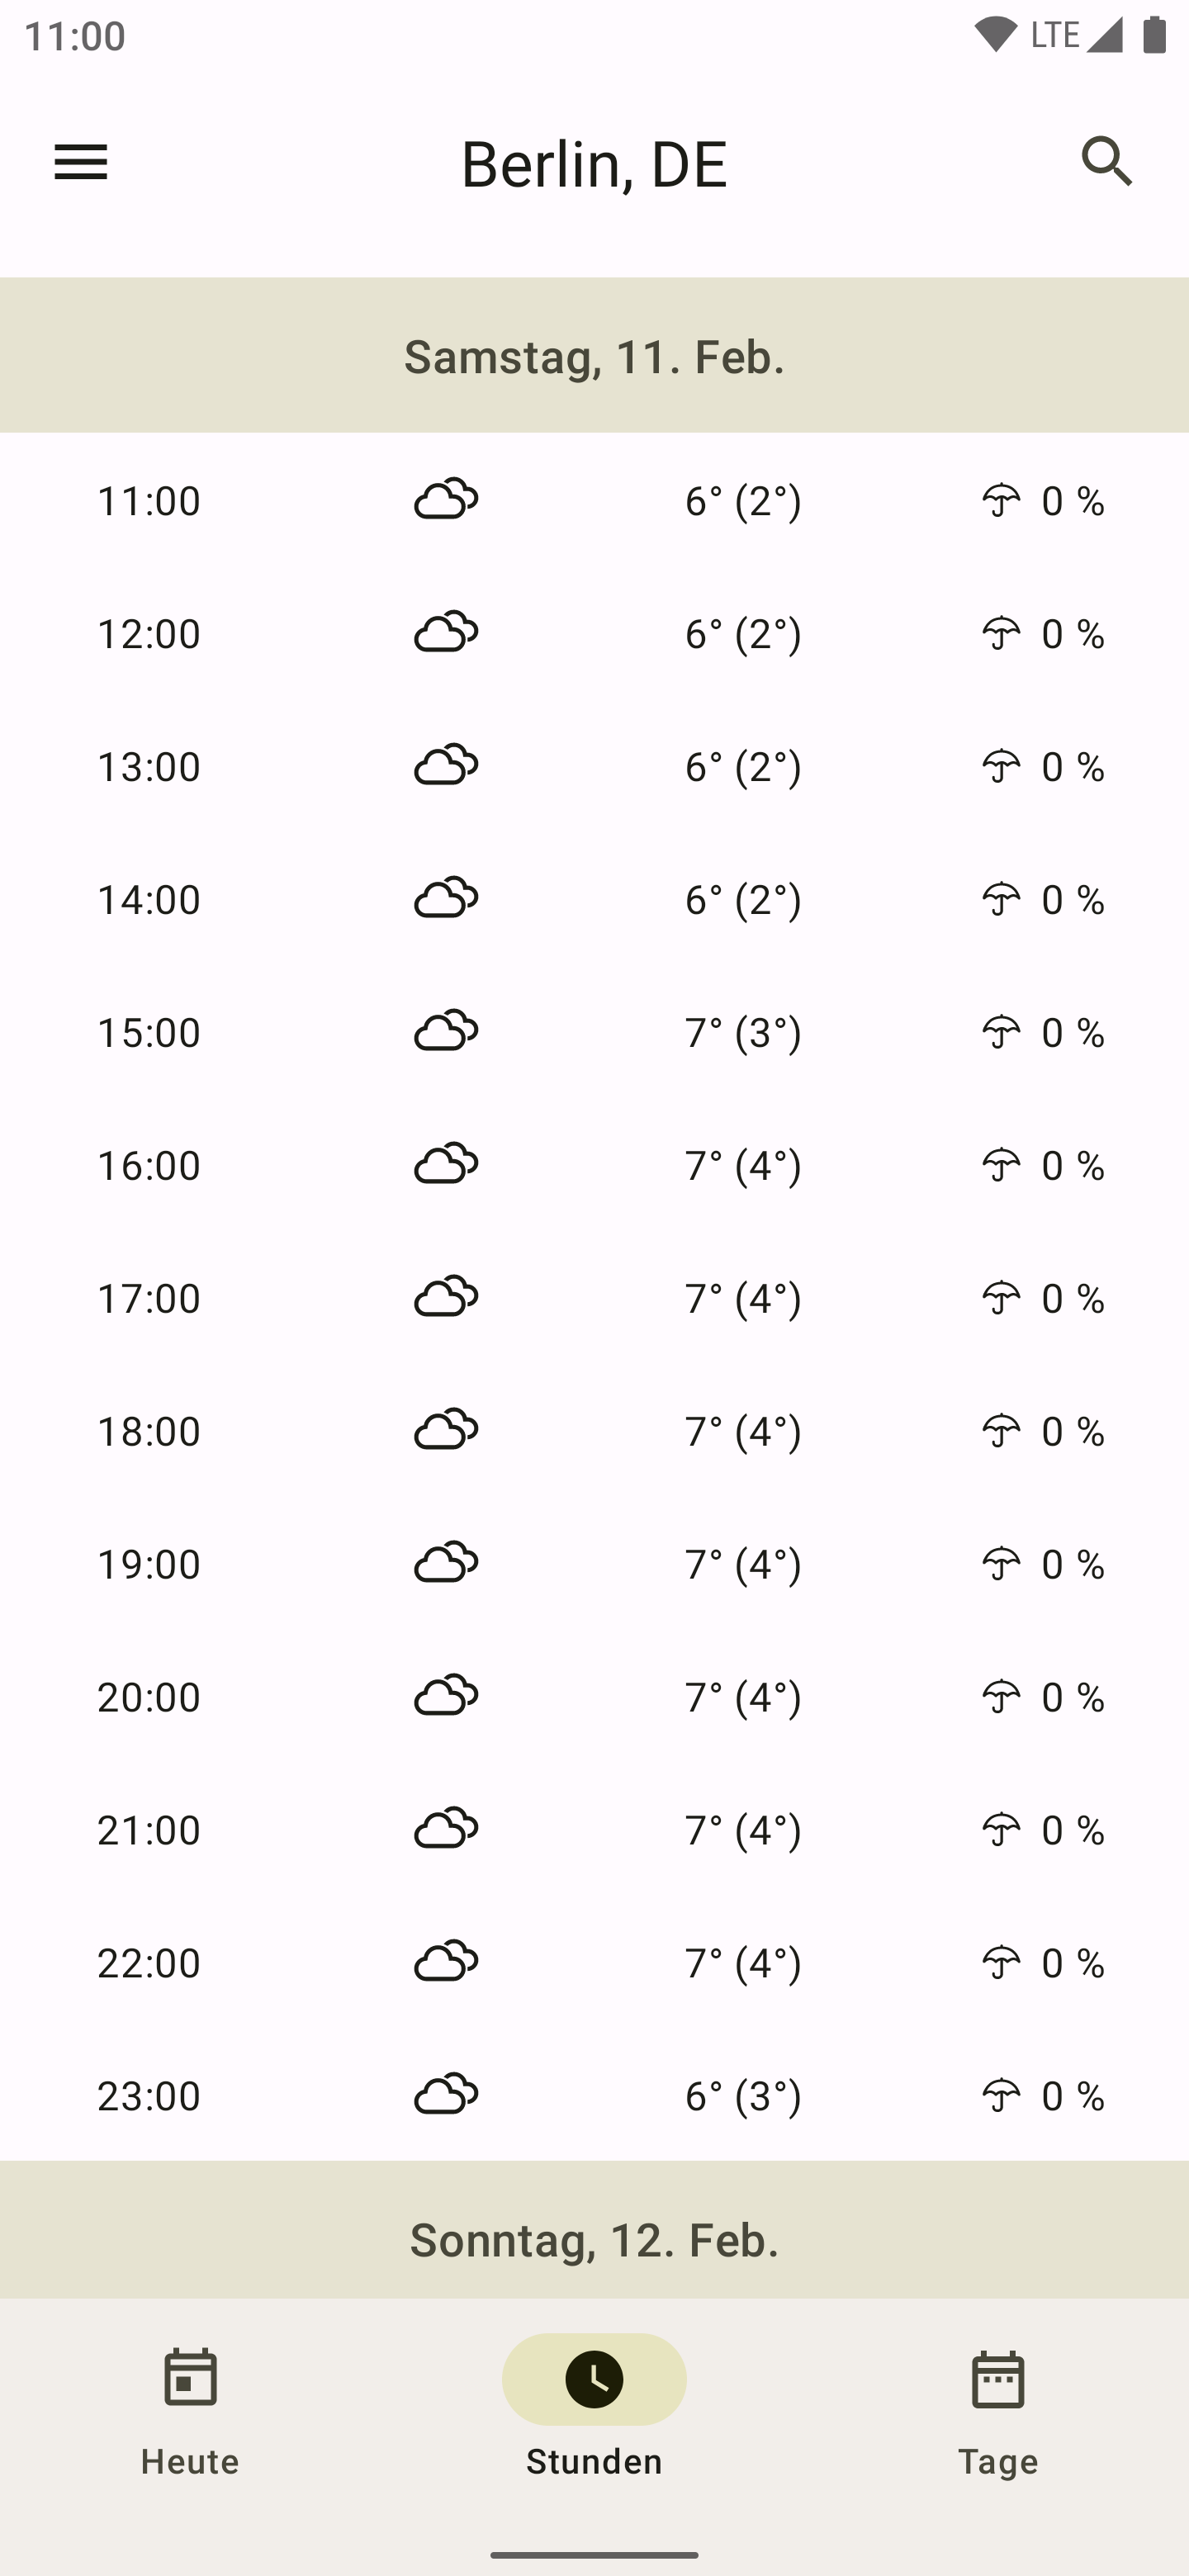 11:00 LTE
Berlin, DE
Samstag, 11. Feb.
11:00 6° (2°) 0 %
12:00 6° (2°) 0 %
13:00 6° (2°) 0 %
14:00 6° (2°) 0 %
15:00 7° (3°) 0 %
16:00 7° (4°) 0 %
17:00 7° (4°) 0 %
18:00 7° (4°) 0 %
19:00 7° (4°) 0 %
20:00 7° (4°) 0 %
21:00 7° (4°) 0 %
22:00 7° (4°) 0 %
23:00 6° (3°) 0 %
Sonntag, 12. Feb.
Heute Stunden Tage